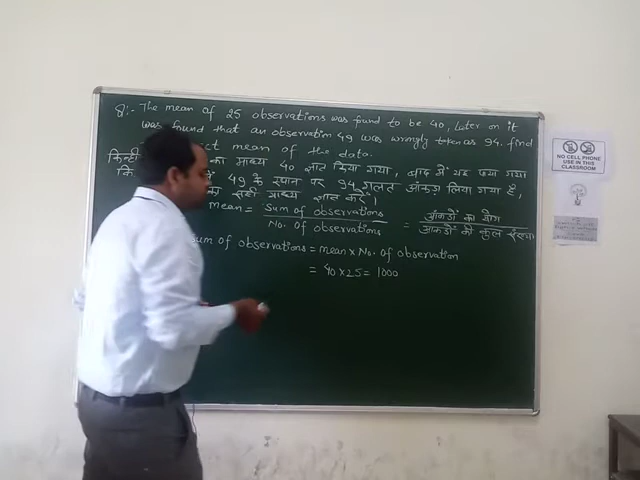 Q:- The mean of 25 observations was found to be 40, Later on it
was found that an observation 49 was wrongly taken as 94. find
ct mean of the data.
का माध्य 40 ज्ञात किया गया, बाद में यह पाया गया
49 के स्थान पर 94 गलत आंकड़ा लिया गया है,
सही माध्य ज्ञात करें।
mean = Sum of observations / No. of observations = आंकड़ों का योग / आंकड़ों की कुल संख्या
Sum of observations = mean × No. of observation
= 40 × 25 = 1000
NO CELL PHONE
USE IN THIS
CLASSROOM